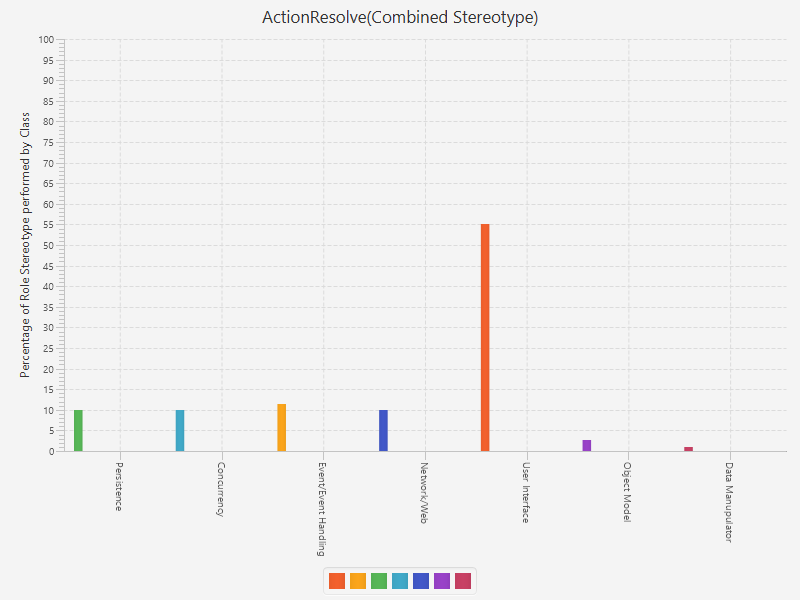 ActionResolve(Combined Stereotype)
Percentage of Role Stereotype performed by Class
100
95
90
85
80
75
70
65
60
55
50
45
40
35
30
25
20
15
10
5
0
Persistence
Concurrency
Event/Event Handling
Network/Web
User Interface
Object Model
Data Manupulator